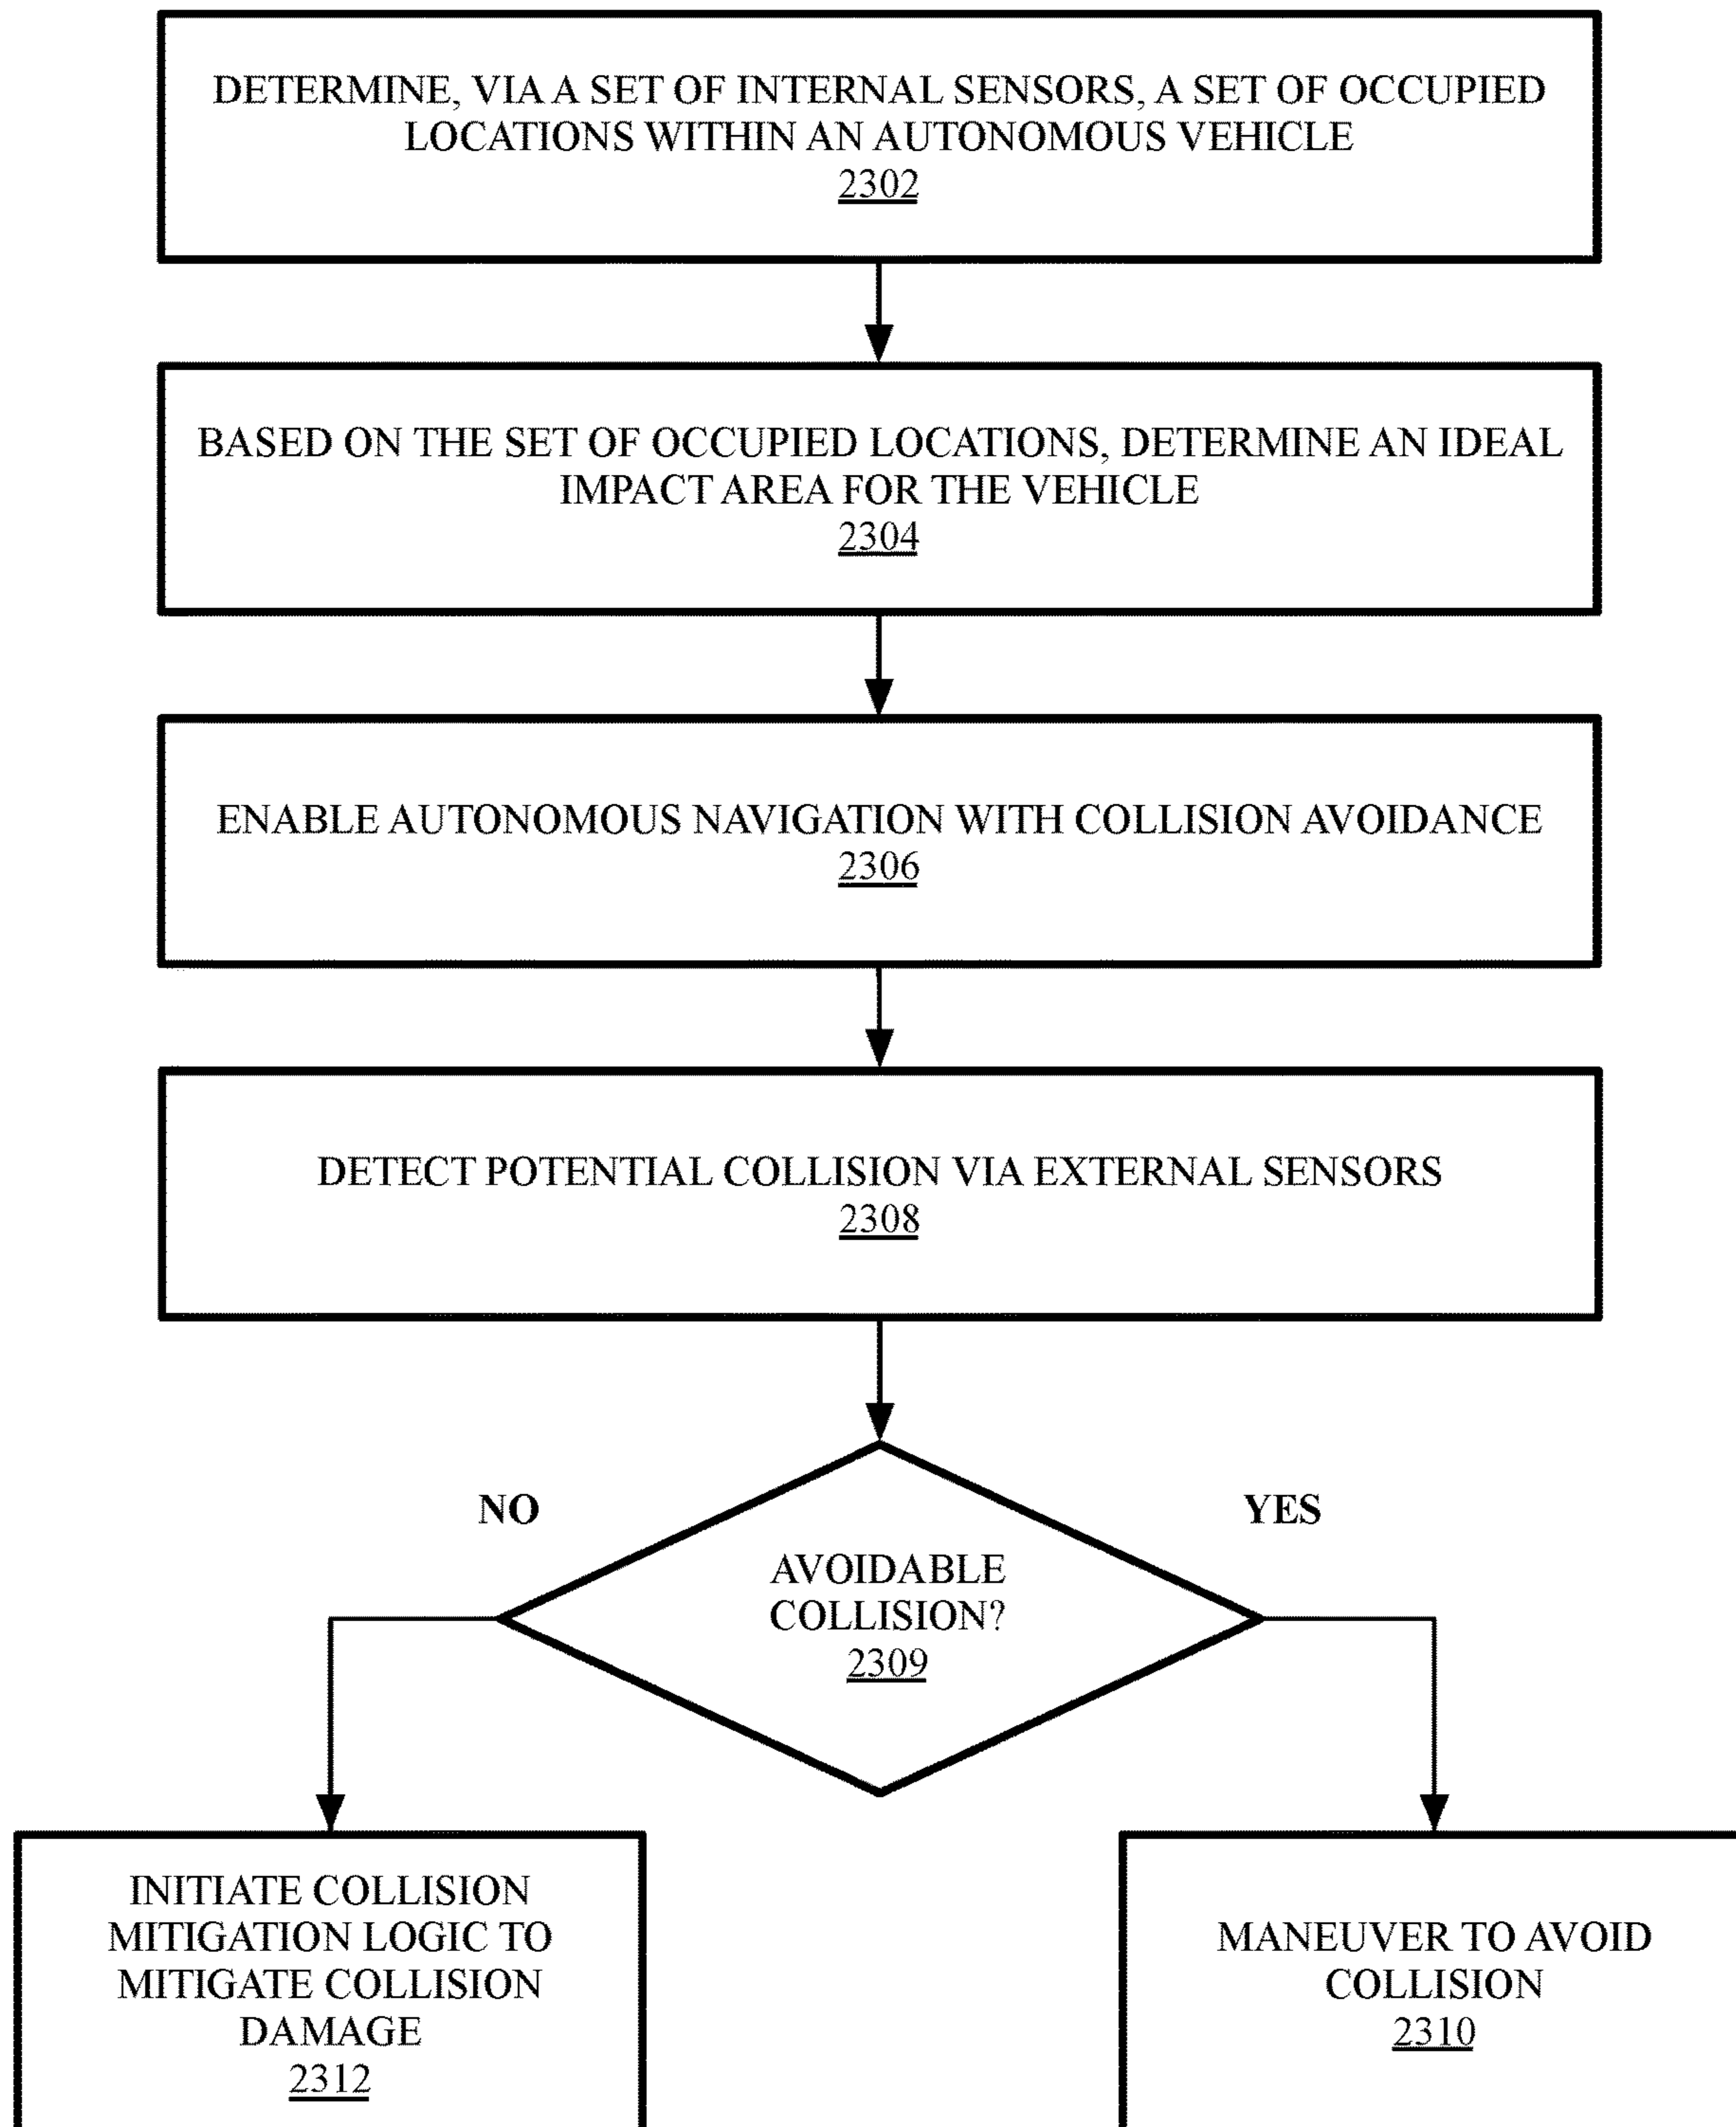 DETERMINE, VIA A SET OF INTERNAL SENSORS, A SET OF OCCUPIED
LOCATIONS WITHIN AN AUTONOMOUS VEHICLE
2302
BASED ON THE SET OF OCCUPIED LOCATIONS, DETERMINE AN IDEAL
IMPACT AREA FOR THE VEHICLE
2304
ENABLE AUTONOMOUS NAVIGATION WITH COLLISION AVOIDANCE
2306
DETECT POTENTIAL COLLISION VIA EXTERNAL SENSORS
2308
NO
YES
AVOIDABLE
COLLISION?
2309
INITIATE COLLISION
MITIGATION LOGIC TO
MITIGATE COLLISION
DAMAGE
2312
MANEUVER TO AVOID
COLLISION
2310